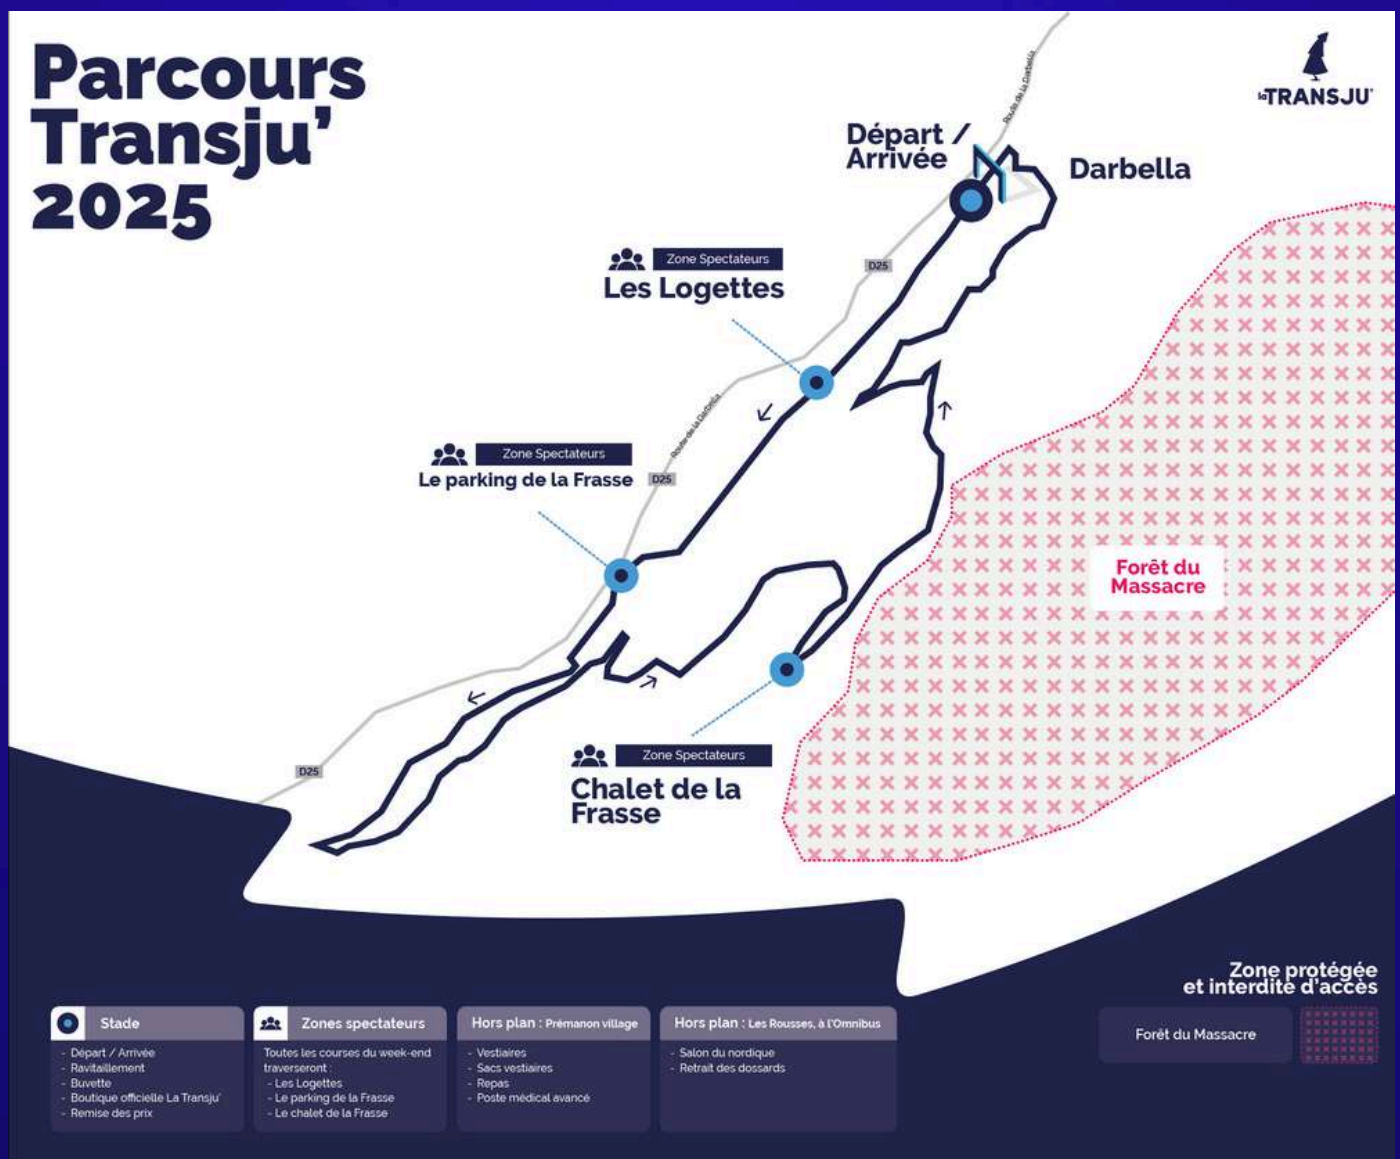 Parcours
Transju'
2025
la TRANSJU'
Route de la Darbella
Départ /
Arrivée
Darbella
Zone Spectateurs
Les Logettes
D25
Route de la Darbella
Zone Spectateurs
Le parking de la Frasse
D25
Forêt du
Massacre
Zone Spectateurs
Chalet de la
Frasse
D25
Zone protégée
et interdite d'accès
Forêt du Massacre
Stade
- Départ / Arrivée
- Ravitaillement
- Buvette
- Boutique officielle La Transju'
- Remise des prix
Zones spectateurs
Toutes les courses du week-end
traverseront :
- Les Logettes
- Le parking de la Frasse
- Le chalet de la Frasse
Hors plan : Prémanon village
- Vestiaires
- Sacs vestiaires
- Repas
- Poste médical avancé
Hors plan : Les Rousses, à l'Omnibus
- Salon du nordique
- Retrait des dossards